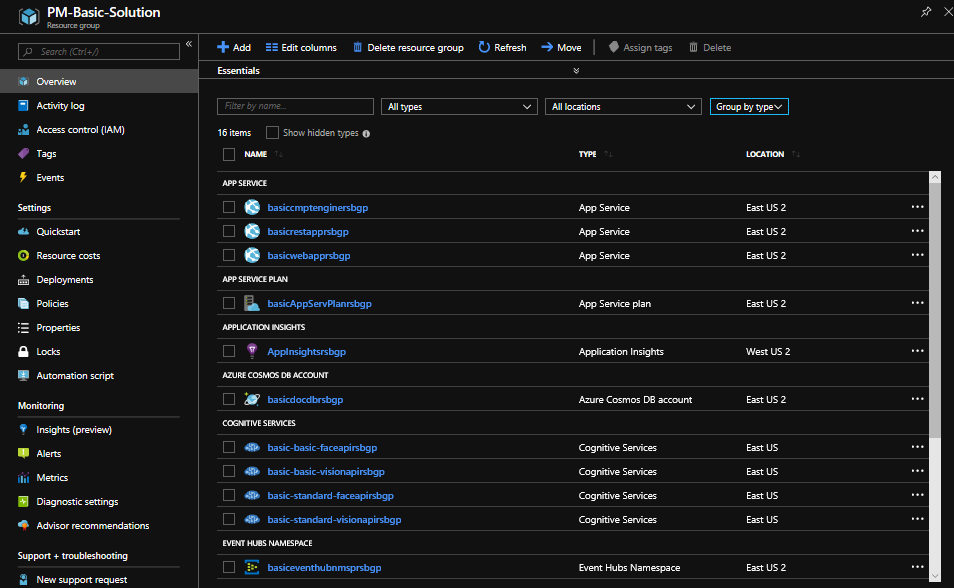 PM-Basic-Solution
Resource group
Search (Ctrl+/)
«
Overview
Activity log
Access control (IAM)
Tags
Events
Settings
Quickstart
Resource costs
Deployments
Policies
Properties
Locks
Automation script
Monitoring
Insights (preview)
Alerts
Metrics
Diagnostic settings
Advisor recommendations
Support + troubleshooting
New support request
Add Edit columns Delete resource group Refresh Move Assign tags Delete
Essentials
Filter by name... All types All locations Group by type
16 items Show hidden types
NAME TYPE LOCATION
APP SERVICE
basiccmptenginersbgp App Service East US 2
basicrestapprsbgp App Service East US 2
basicwebapprsbgp App Service East US 2
APP SERVICE PLAN
basicAppServPlanrsbgp App Service plan East US 2
APPLICATION INSIGHTS
AppInsightsrsbgp Application Insights West US 2
AZURE COSMOS DB ACCOUNT
basicdocdbrsbgp Azure Cosmos DB account East US 2
COGNITIVE SERVICES
basic-basic-faceapirsbgp Cognitive Services East US
basic-basic-visionapirsbgp Cognitive Services East US
basic-standard-faceapirsbgp Cognitive Services East US
basic-standard-visionapirsbgp Cognitive Services East US
EVENT HUBS NAMESPACE
basiceventhubnmsprsbgp Event Hubs Namespace East US 2